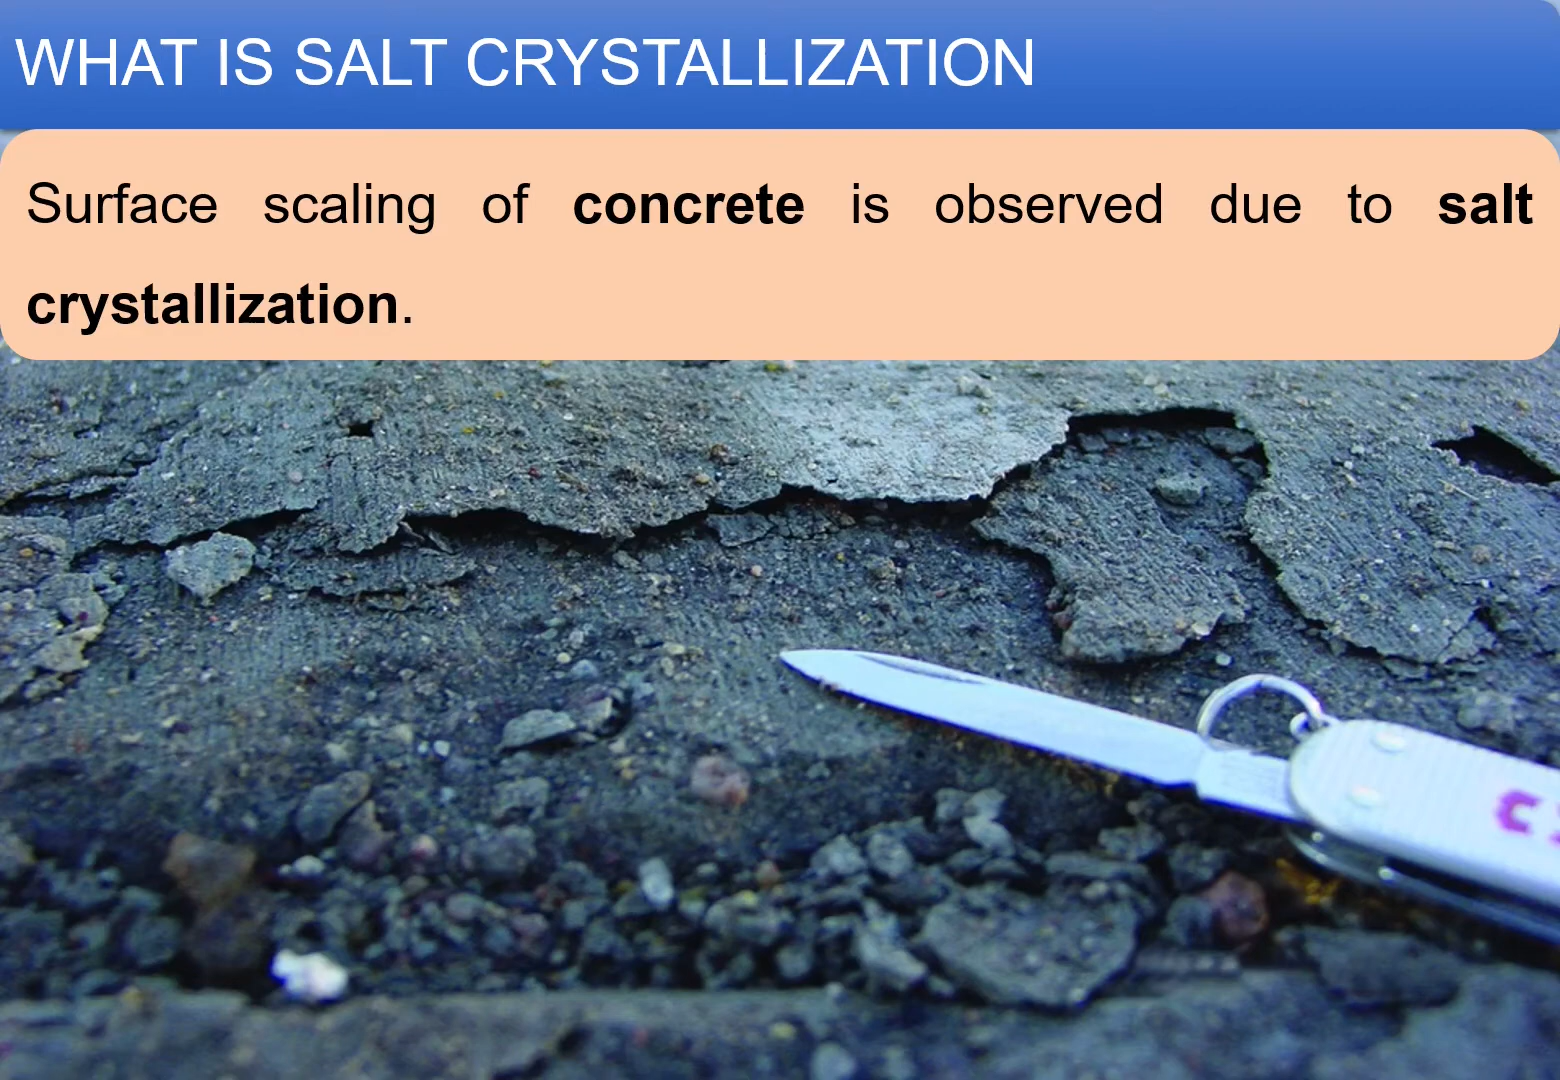 WHAT IS SALT CRYSTALLIZATION
Surface scaling of concrete is observed due to salt
crystallization.
C